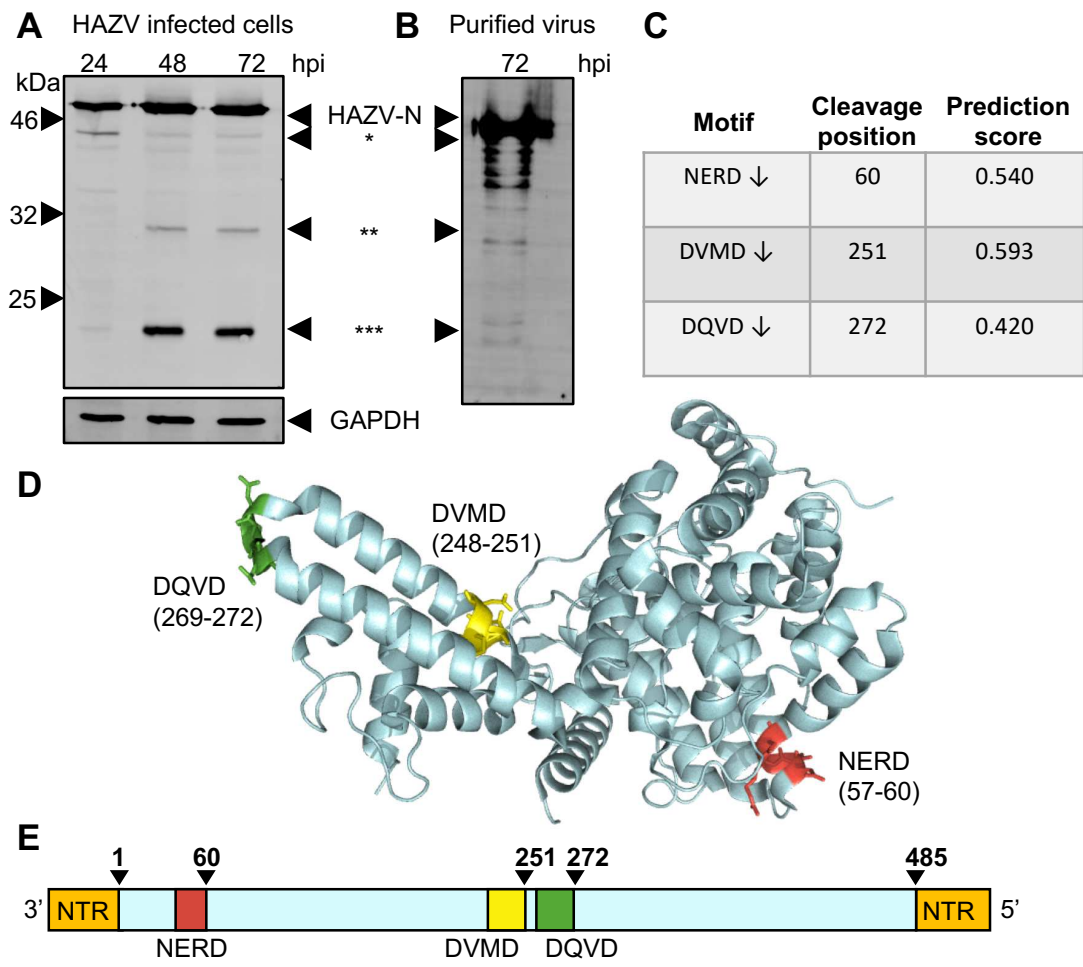 A HAZV infected cells
24 48 72 hpi
kDa
46
32
25
HAZV-N
*
**
***
GAPDH
B Purified virus
72 hpi
C
Motif Cleavage position Prediction score
NERD ↓ 60 0.540
DVMD ↓ 251 0.593
DQVD ↓ 272 0.420
D
DVMD
(248-251)
DQVD
(269-272)
NERD
(57-60)
E
1 60 251 272 485
3’ NTR NTR 5’
NERD DVMD DQVD